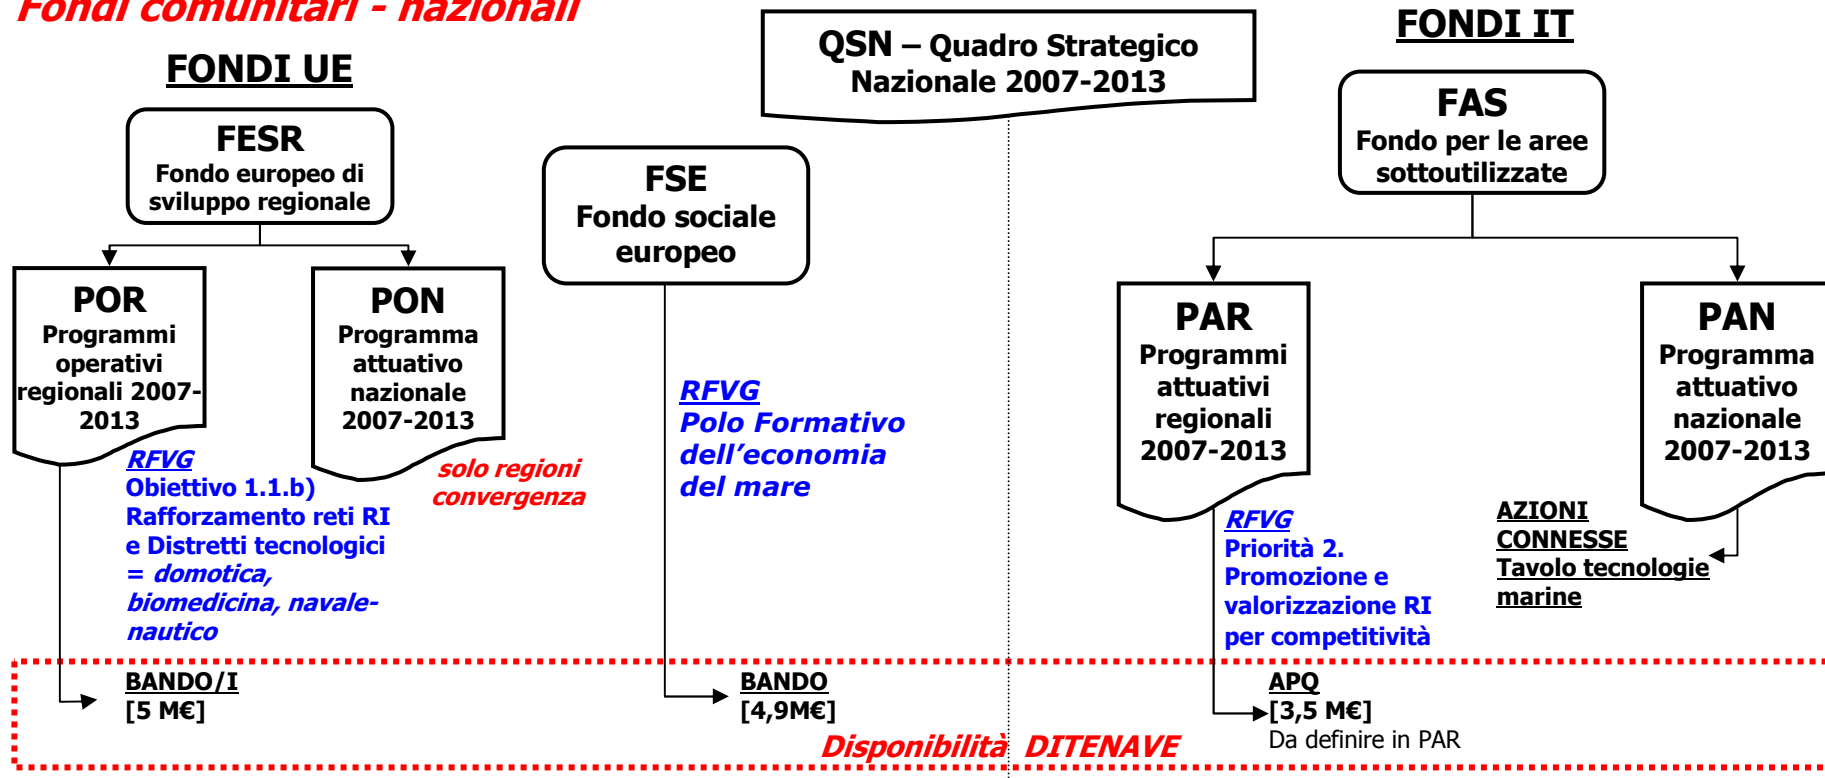 Fondi comunitari - nazionali
FONDI UE
QSN – Quadro Strategico
Nazionale 2007-2013
FONDI IT
FESR
Fondo europeo di
sviluppo regionale
FSE
Fondo sociale
europeo
FAS
Fondo per le aree
sottoutilizzate
POR
Programmi
operativi
regionali 2007-
2013
PON
Programma
attuativo
nazionale
2007-2013
PAR
Programmi
attuativi
regionali
2007-2013
PAN
Programma
attuativo
nazionale
2007-2013
RFVG
Obiettivo 1.1.b)
Rafforzamento reti RI
e Distretti tecnologici
= domotica,
biomedicina, navale-
nautico
solo regioni
convergenza
RFVG
Polo Formativo
dell’economia
del mare
RFVG
Priorità 2.
Promozione e
valorizzazione RI
per competitività
AZIONI
CONNESSE
Tavolo tecnologie
marine
BANDO/I
[5 M€]
BANDO
[4,9M€]
APQ
[3,5 M€]
Da definire in PAR
Disponibilità DITENAVE